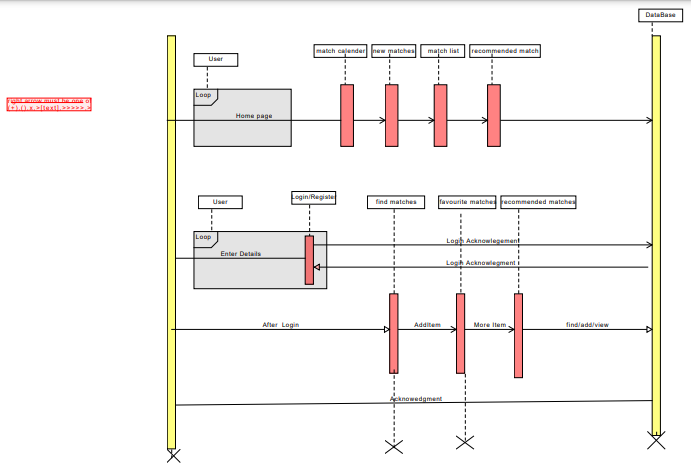 DataBase
match calender
new matches
match list
recommended match
User
Loop
Home page
User
Login/Register
find matches
favourite matches
recommended matches
Loop
Login Acknowlegement
Enter Details
Login Acknowlegment
After Login
AddItem
More Item
find/add/view
Acknowedgment